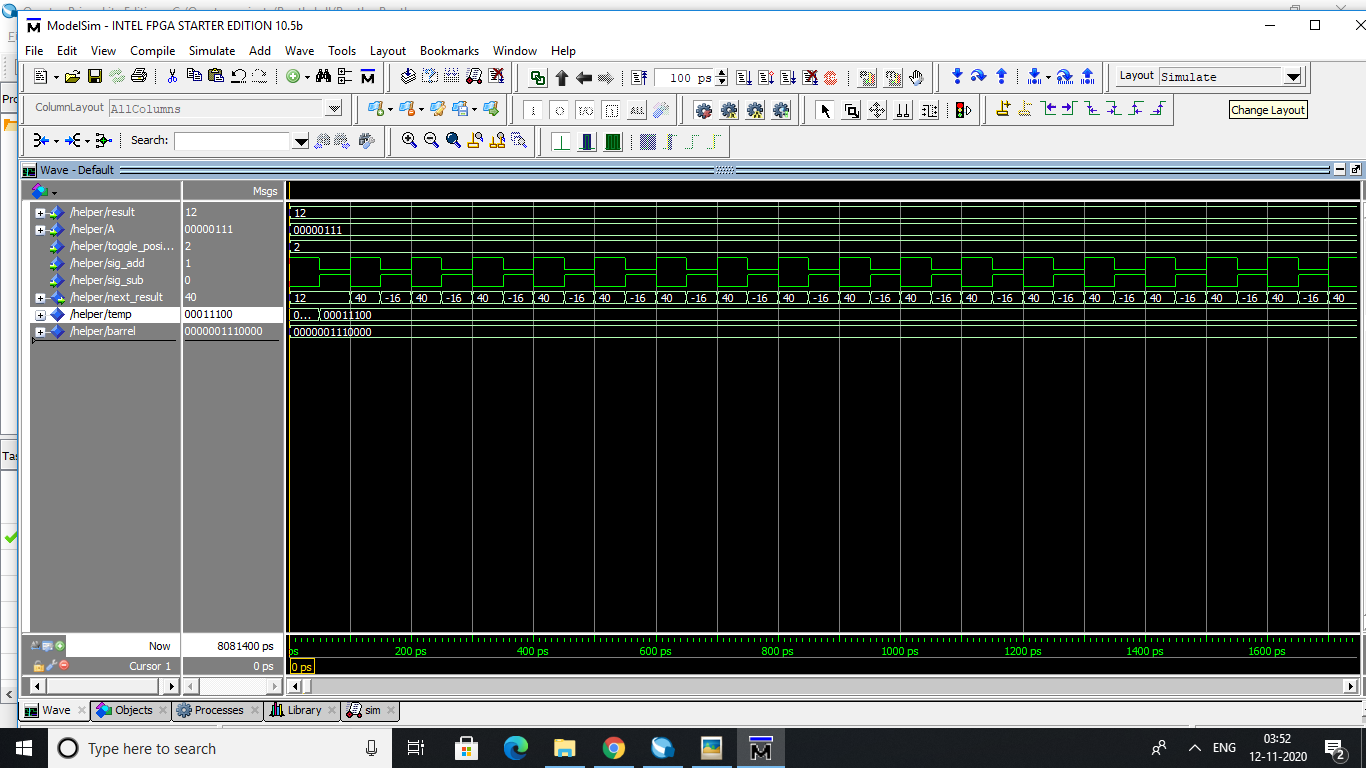 ModelSim - INTEL FPGA STARTER EDITION 10.5b
File Edit View Compile Simulate Add Wave Tools Layout Bookmarks Window Help
100 ps
Layout Simulate
ColumnLayout AllColumns
Change Layout
Search:
Wave - Default
Msgs
/helper/result 12 12
/helper/A 00000111 00000111
/helper/toggle_posi... 2 2
/helper/sig_add 1
/helper/sig_sub 0
/helper/next_result 40 12 40 -16 40 -16 40 -16 40 -16 40 -16 40 -16 40 -16 40 -16 40 -16 40 -16 40 -16 40 -16 40 -16 40 -16 40 -16 40 -16 40
/helper/temp 00011100 0... 00011100
/helper/barrel 0000001110000 0000001110000
Now 8081400 ps
ps 200 ps 400 ps 600 ps 800 ps 1000 ps 1200 ps 1400 ps 1600 ps
Cursor 1 0 ps 0 ps
Wave Objects Processes Library sim
Type here to search
ENG
03:52
12-11-2020
2